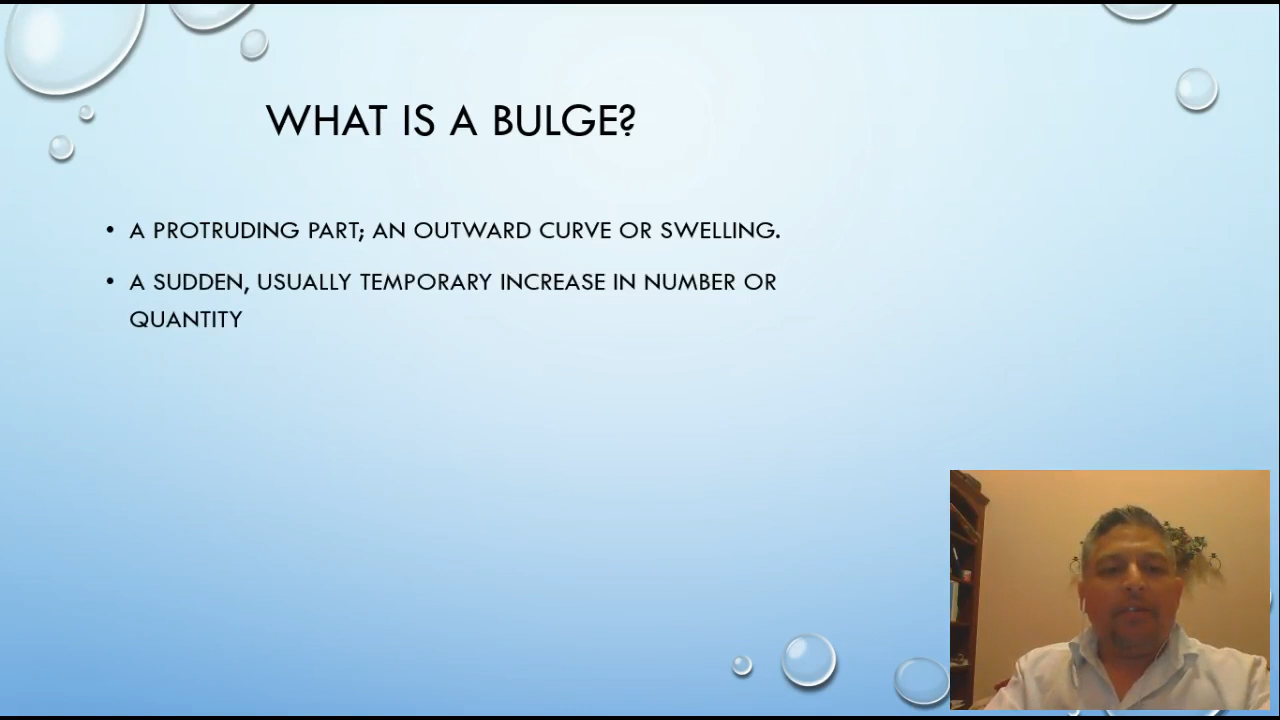 WHAT IS A BULGE?
• A PROTRUDING PART; AN OUTWARD CURVE OR SWELLING.
• A SUDDEN, USUALLY TEMPORARY INCREASE IN NUMBER OR
QUANTITY